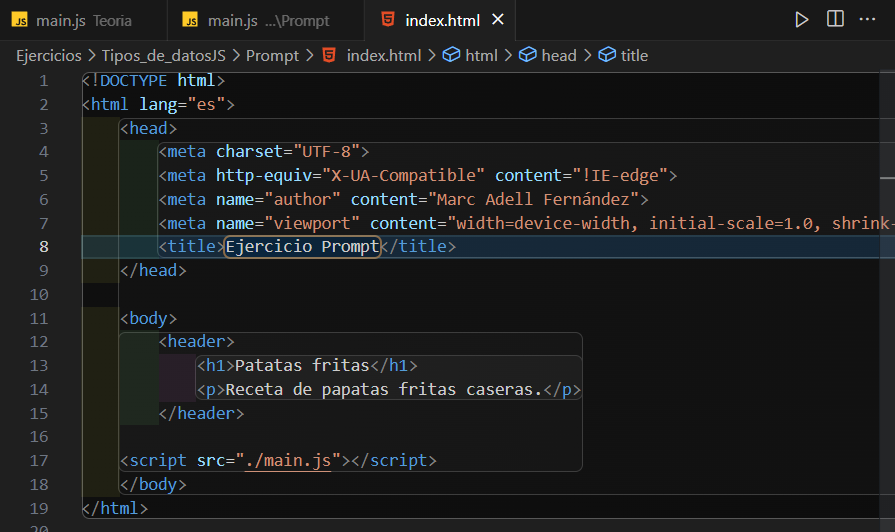 JS main.js Teoria
JS main.js ...\Prompt
index.html
Ejercicios > Tipos_de_datosJS > Prompt > index.html > html > head > title
1 <!DOCTYPE html>
2 <html lang="es">
3 <head>
4 <meta charset="UTF-8">
5 <meta http-equiv="X-UA-Compatible" content="!IE-edge">
6 <meta name="author" content="Marc Adell Fernández">
7 <meta name="viewport" content="width=device-width, initial-scale=1.0, shrink-
8 <title>Ejercicio Prompt</title>
9 </head>
10
11 <body>
12 <header>
13 <h1>Patatas fritas</h1>
14 <p>Receta de papatas fritas caseras.</p>
15 </header>
16
17 <script src="./main.js"></script>
18 </body>
19 </html>
20